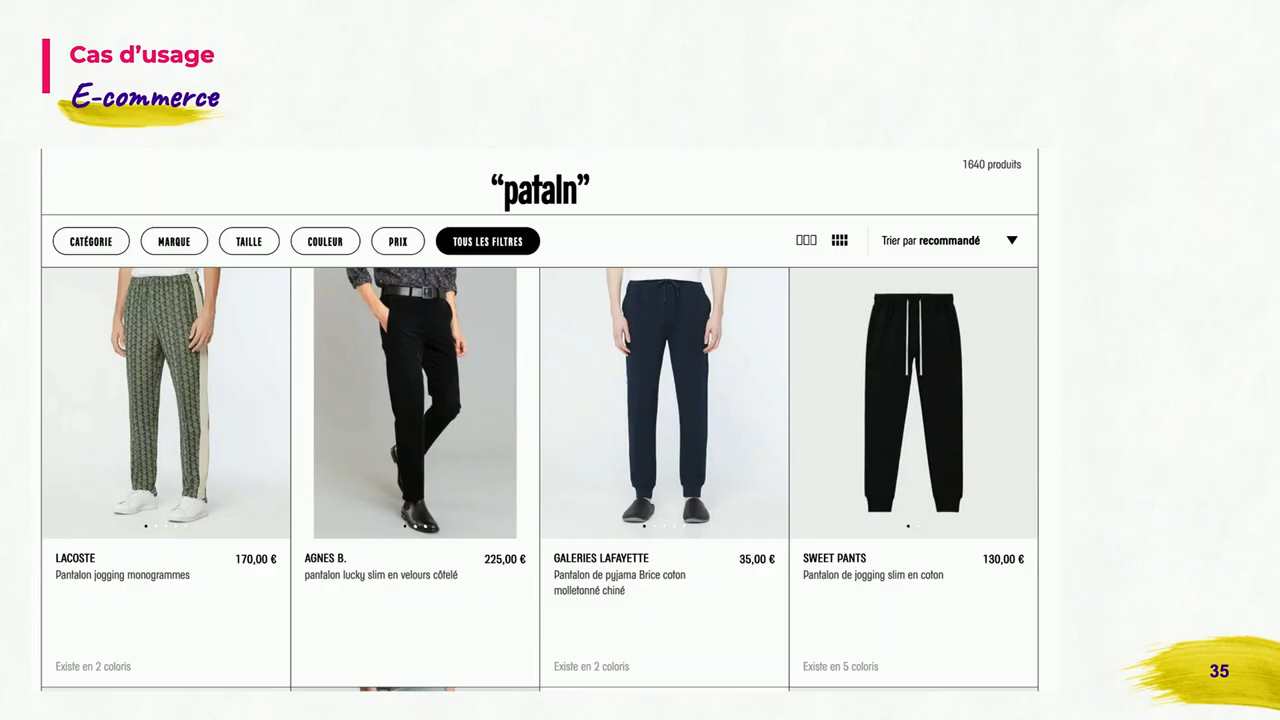 Cas d'usage
E-commerce
1640 produits
“pataln”
CATÉGORIE
MARQUE
TAILLE
COULEUR
PRIX
TOUS LES FILTRES
Trier par recommandé
LACOSTE 170,00 €
Pantalon jogging monogrammes
Existe en 2 coloris
AGNES B. 225,00 €
pantalon lucky slim en velours côtelé
GALERIES LAFAYETTE 35,00 €
Pantalon de pyjama Brice coton
molletonné chiné
Existe en 2 coloris
SWEET PANTS 130,00 €
Pantalon de jogging slim en coton
Existe en 5 coloris
35